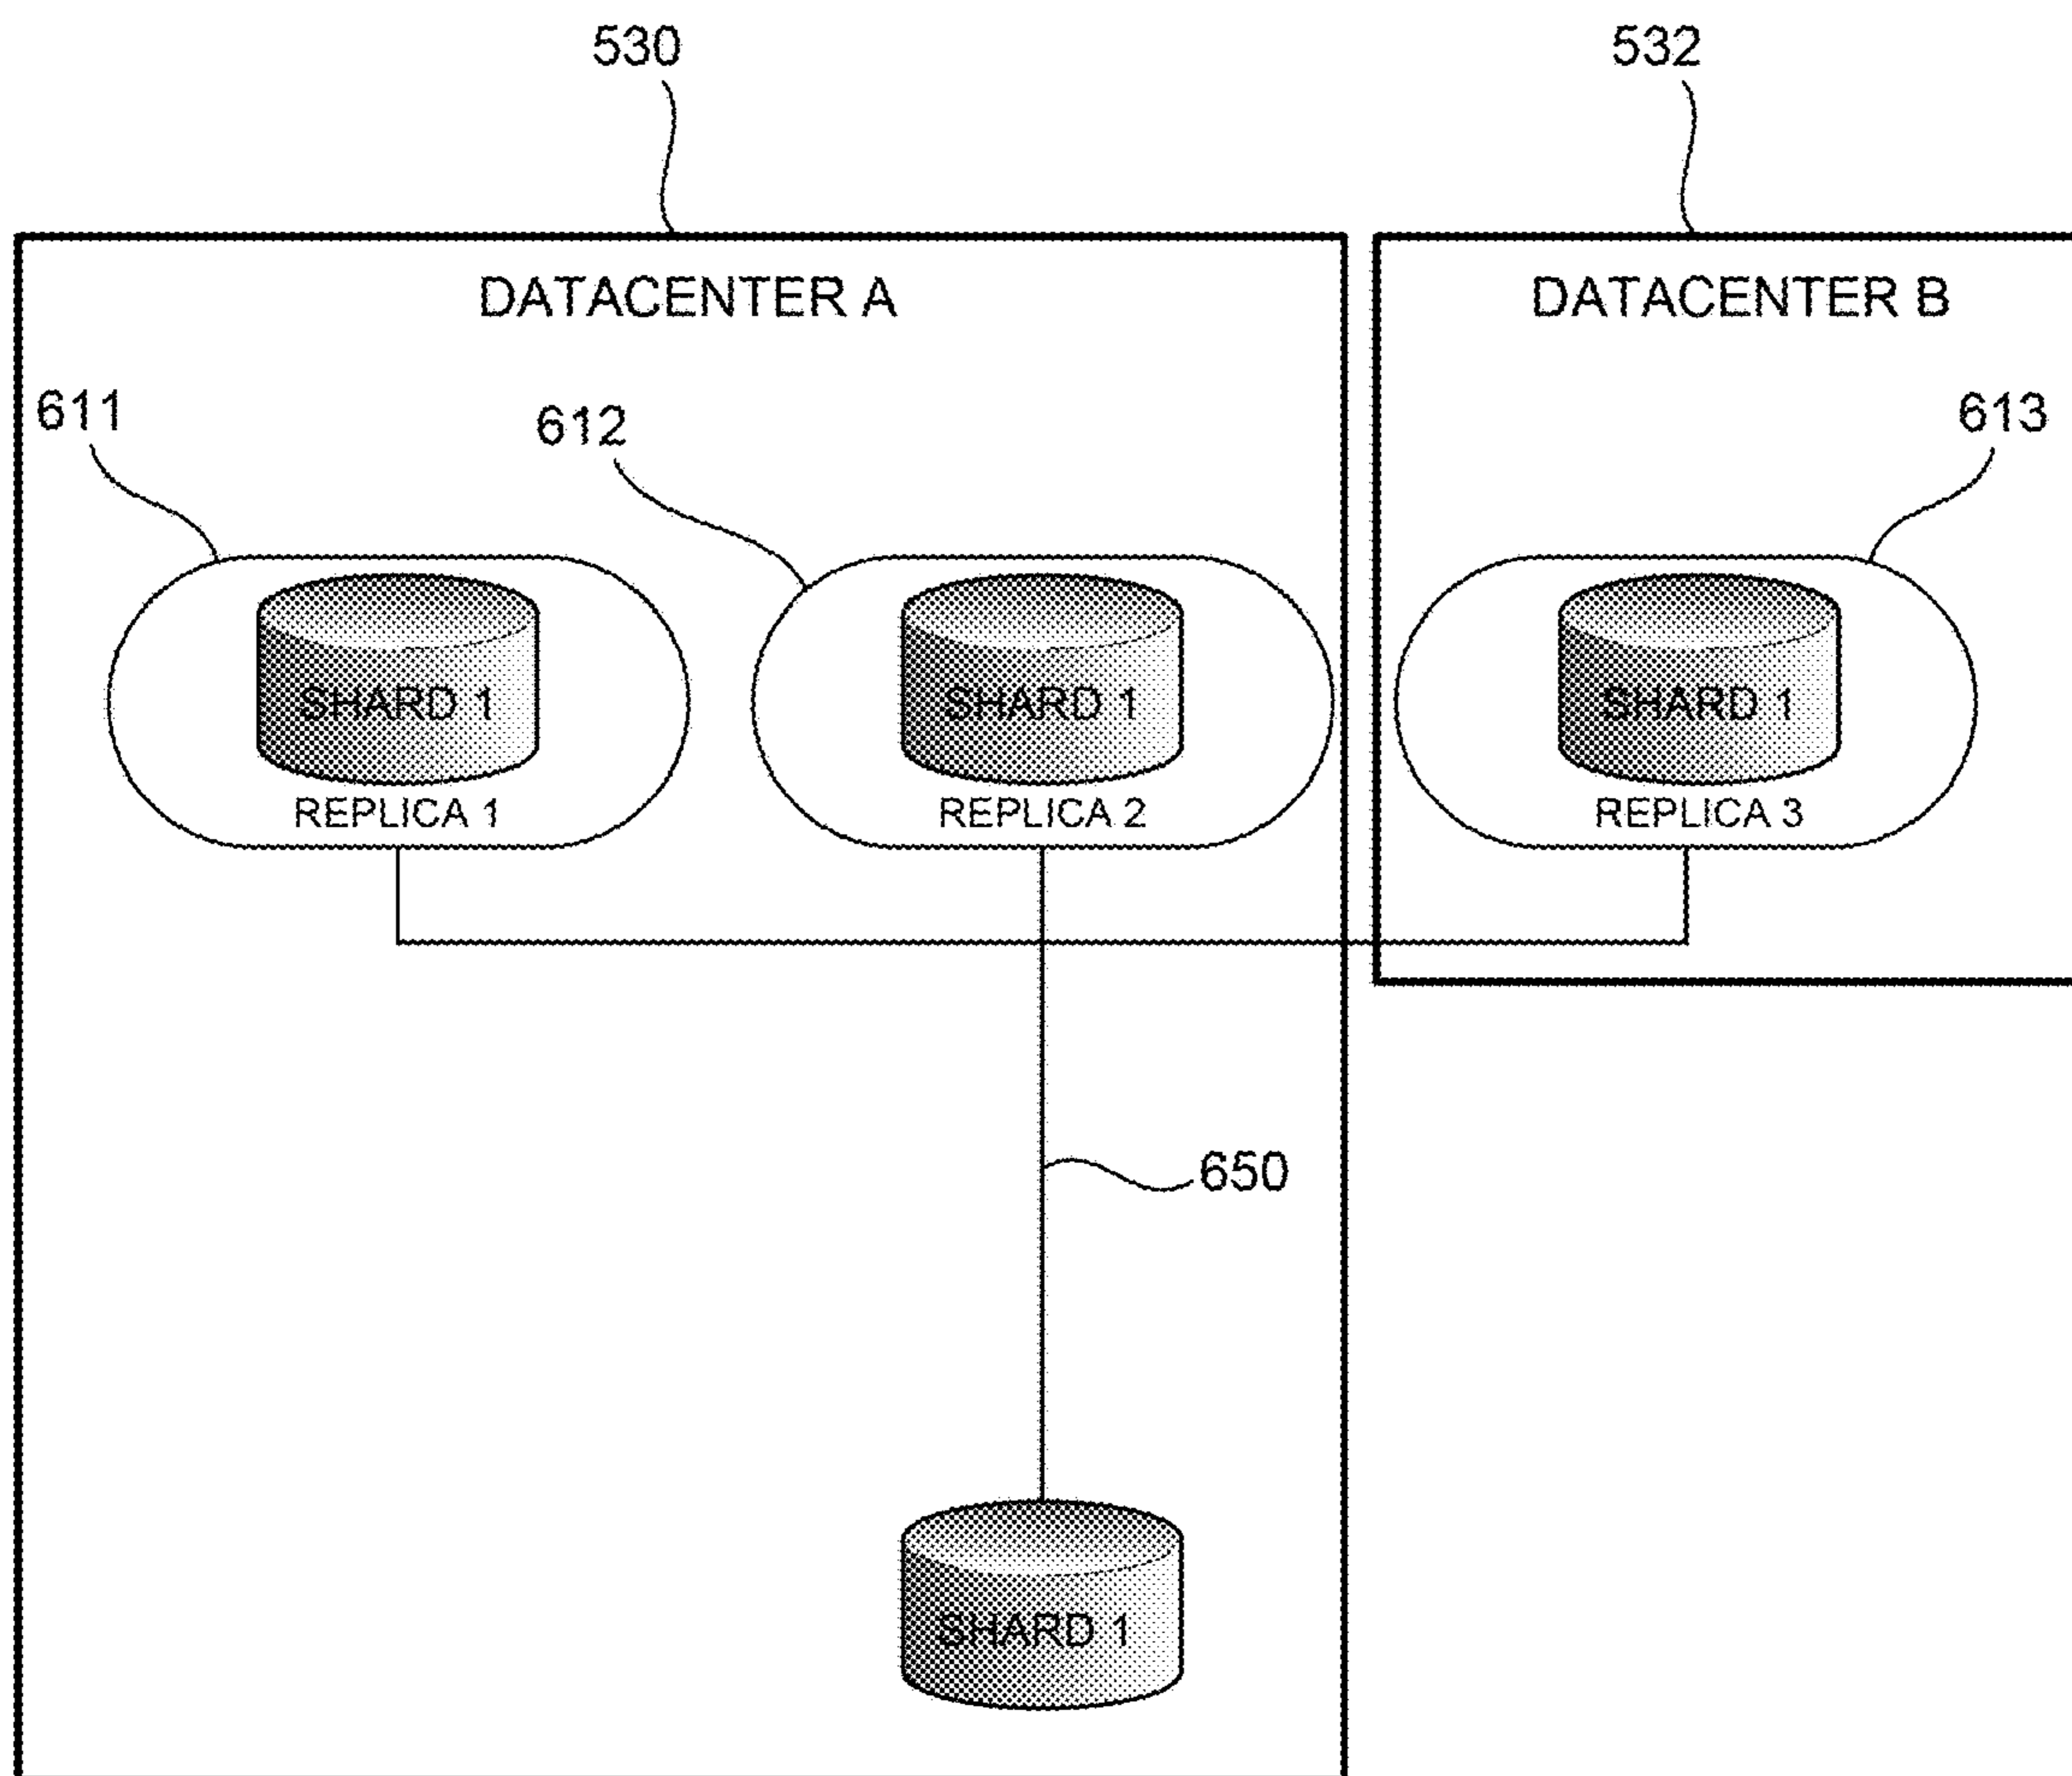 530
532
DATACENTER A
DATACENTER B
611
612
613
SHARD 1
SHARD 1
SHARD 1
REPLICA 1
REPLICA 2
REPLICA 3
650
SHARD 1